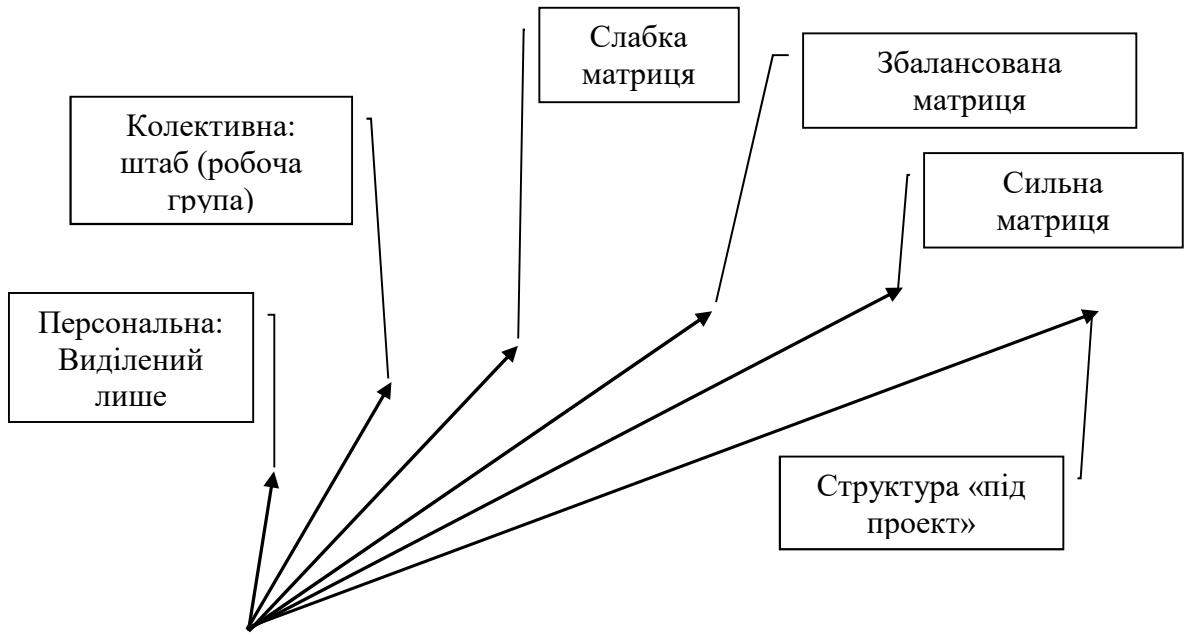 Слабка
матриця
Збалансована
матриця
Колективна:
штаб (робоча
група)
Сильна
матриця
Персональна:
Виділений
лише
Структура «під
проект»